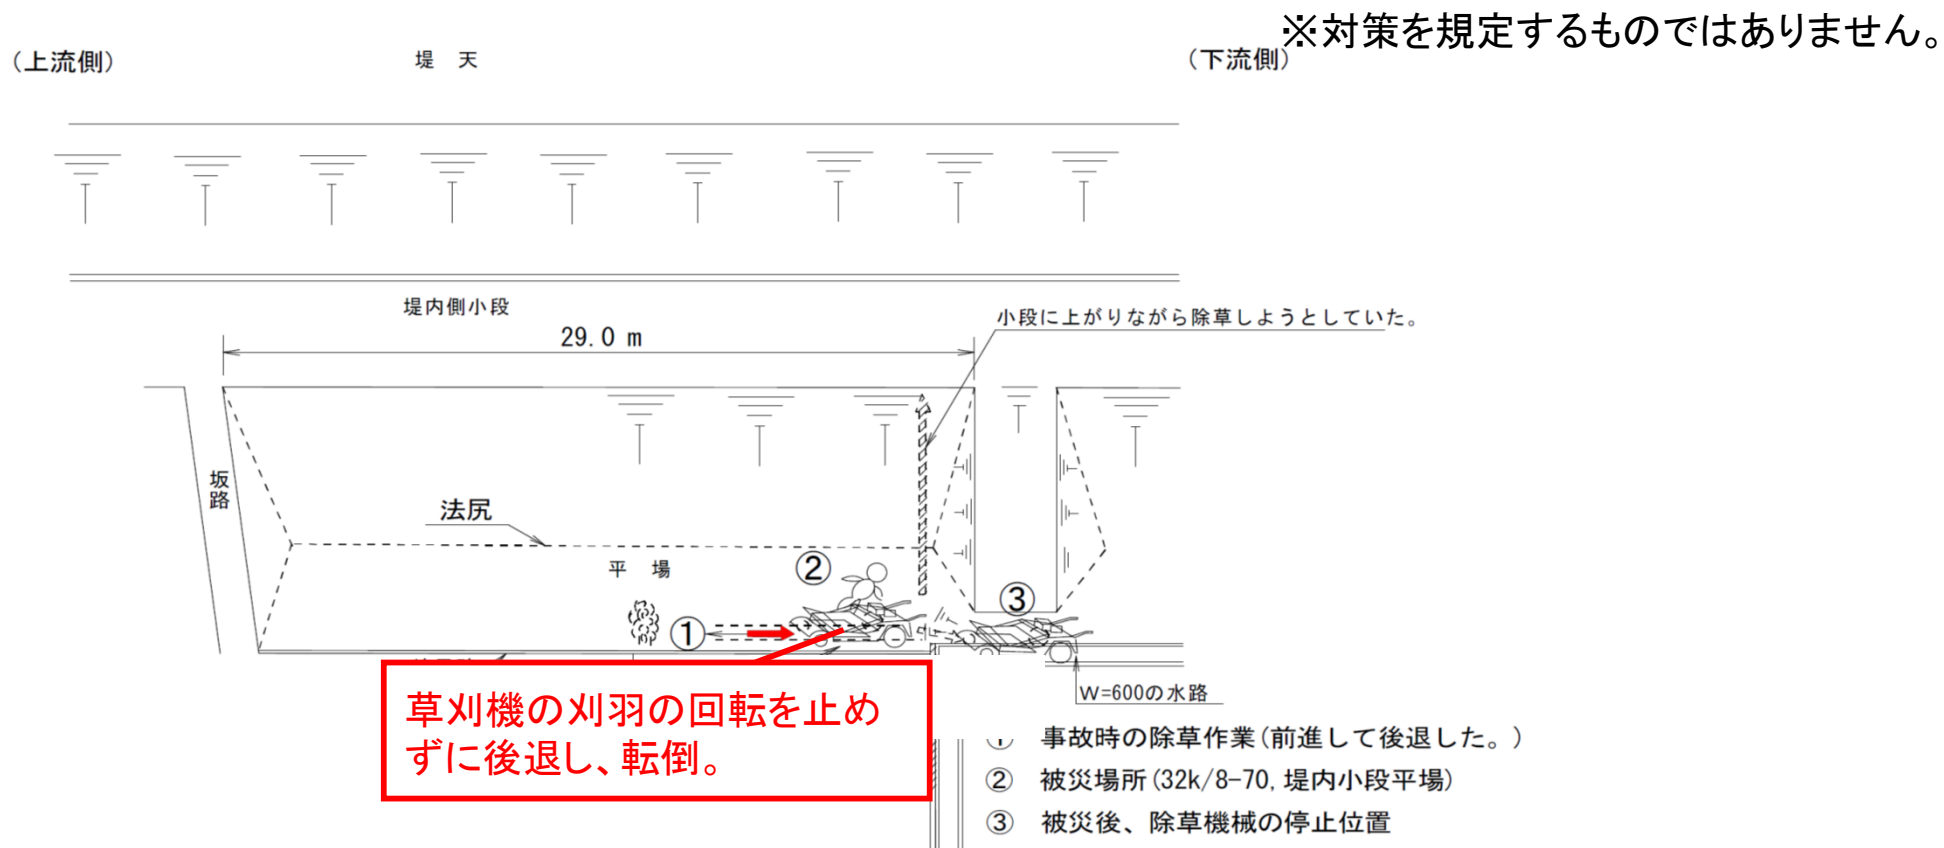 ※対策を規定するものではありません。
(上流側)
堤 天
(下流側)
堤内側小段
29.0 m
小段に上がりながら除草しようとしていた。
坂路
法尻
平 場
②
①
③
W=600の水路
草刈機の刈羽の回転を止め
ずに後退し、転倒。
① 事故時の除草作業(前進して後退した。)
② 被災場所(32k/8-70,堤内小段平場)
③ 被災後、除草機械の停止位置